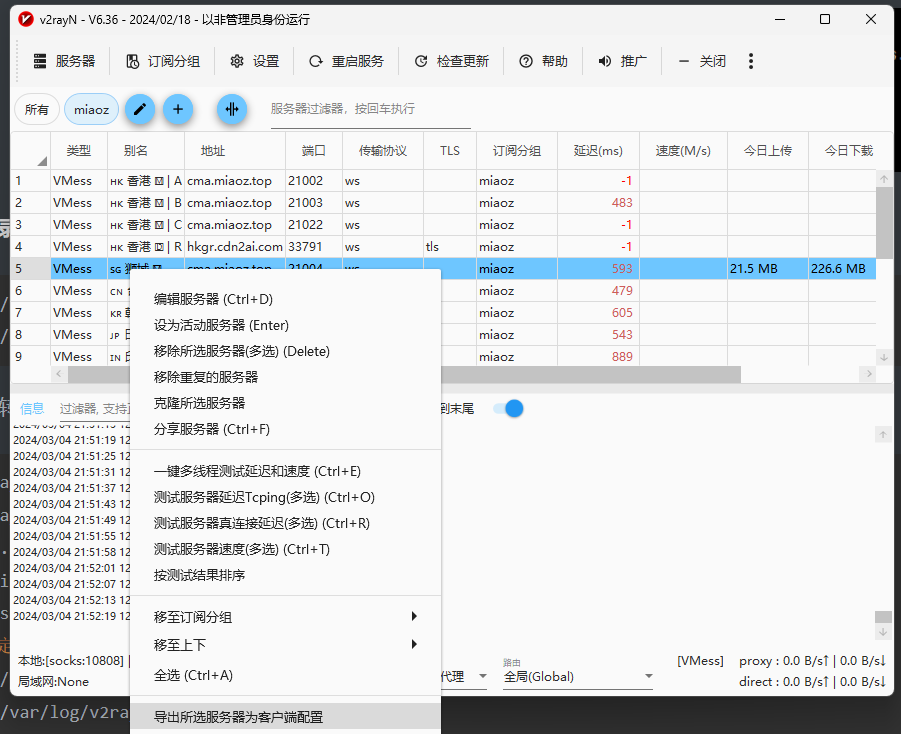 v2rayN - V6.36 - 2024/02/18 - 以非管理员身份运行
服务器 订阅分组 设置 重启服务 检查更新 帮助 推广 关闭
所有 miaoz 服务器过滤器，按回车执行
类型 别名 地址 端口 传输协议 TLS 订阅分组 延迟(ms) 速度(M/s) 今日上传 今日下载
1 VMess HK 香港 | A cma.miaoz.top 21002 ws miaoz -1
2 VMess HK 香港 | B cma.miaoz.top 21003 ws miaoz 483
3 VMess HK 香港 | C cma.miaoz.top 21022 ws miaoz -1
4 VMess HK 香港 | R hkgr.cdn2ai.com 33791 ws tls miaoz -1
5 VMess SG 狮城 cma.miaoz.top 21004 ws miaoz 593 21.5 MB 226.6 MB
6 VMess CN miaoz 479
7 VMess KR miaoz 605
8 VMess JP miaoz 543
9 VMess IN miaoz 889
编辑服务器 (Ctrl+D)
设为活动服务器 (Enter)
移除所选服务器(多选) (Delete)
移除重复的服务器
克隆所选服务器
分享服务器 (Ctrl+F)
一键多线程测试延迟和速度 (Ctrl+E)
测试服务器延迟Tcping(多选) (Ctrl+O)
测试服务器真连接延迟(多选) (Ctrl+R)
测试服务器速度(多选) (Ctrl+T)
按测试结果排序
移至订阅分组
移至上下
全选 (Ctrl+A)
导出所选服务器为客户端配置
信息 过滤器, 支持 到末尾
2024/03/04 21:51:13 12
2024/03/04 21:51:19 12
2024/03/04 21:51:25 12
2024/03/04 21:51:31 12
2024/03/04 21:51:37 12
2024/03/04 21:51:43 12
2024/03/04 21:51:49 12
2024/03/04 21:51:55 12
2024/03/04 21:51:58 12
2024/03/04 21:52:01 12
2024/03/04 21:52:07 12
2024/03/04 21:52:13 12
2024/03/04 21:52:19 12
本地:[socks:10808] |
局域网:None
代理
路由
全局(Global)
[VMess] proxy : 0.0 B/s↑ | 0.0 B/s↓
direct : 0.0 B/s↑ | 0.0 B/s↓
/var/log/v2ra